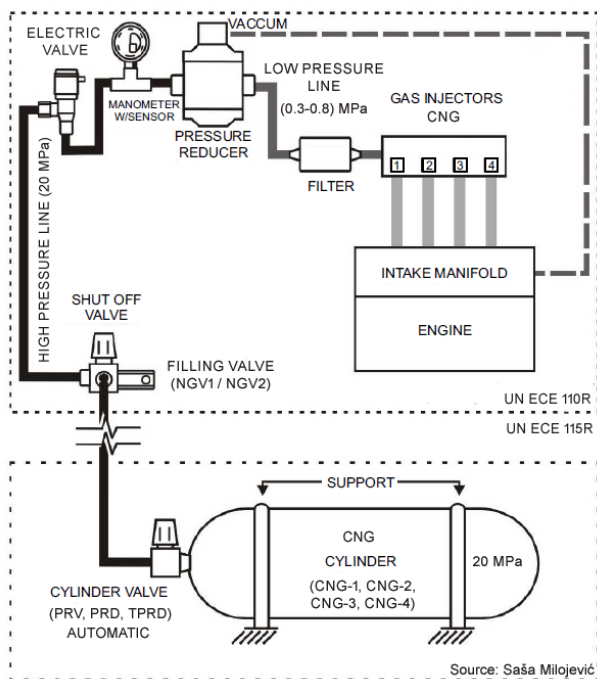 VACCUM
ELECTRIC
VALVE
MANOMETER
W/SENSOR
PRESSURE
REDUCER
LOW PRESSURE
LINE
(0.3-0.8) MPa
FILTER
GAS INJECTORS
CNG
1 2 3 4
INTAKE MANIFOLD
ENGINE
HIGH PRESSURE LINE (20 MPa)
SHUT OFF
VALVE
FILLING VALVE
(NGV1 / NGV2)
UN ECE 110R
UN ECE 115R
SUPPORT
CNG
CYLINDER
(CNG-1, CNG-2,
CNG-3, CNG-4)
20 MPa
CYLINDER VALVE
(PRV, PRD, TPRD)
AUTOMATIC
Source: Saša Milojević